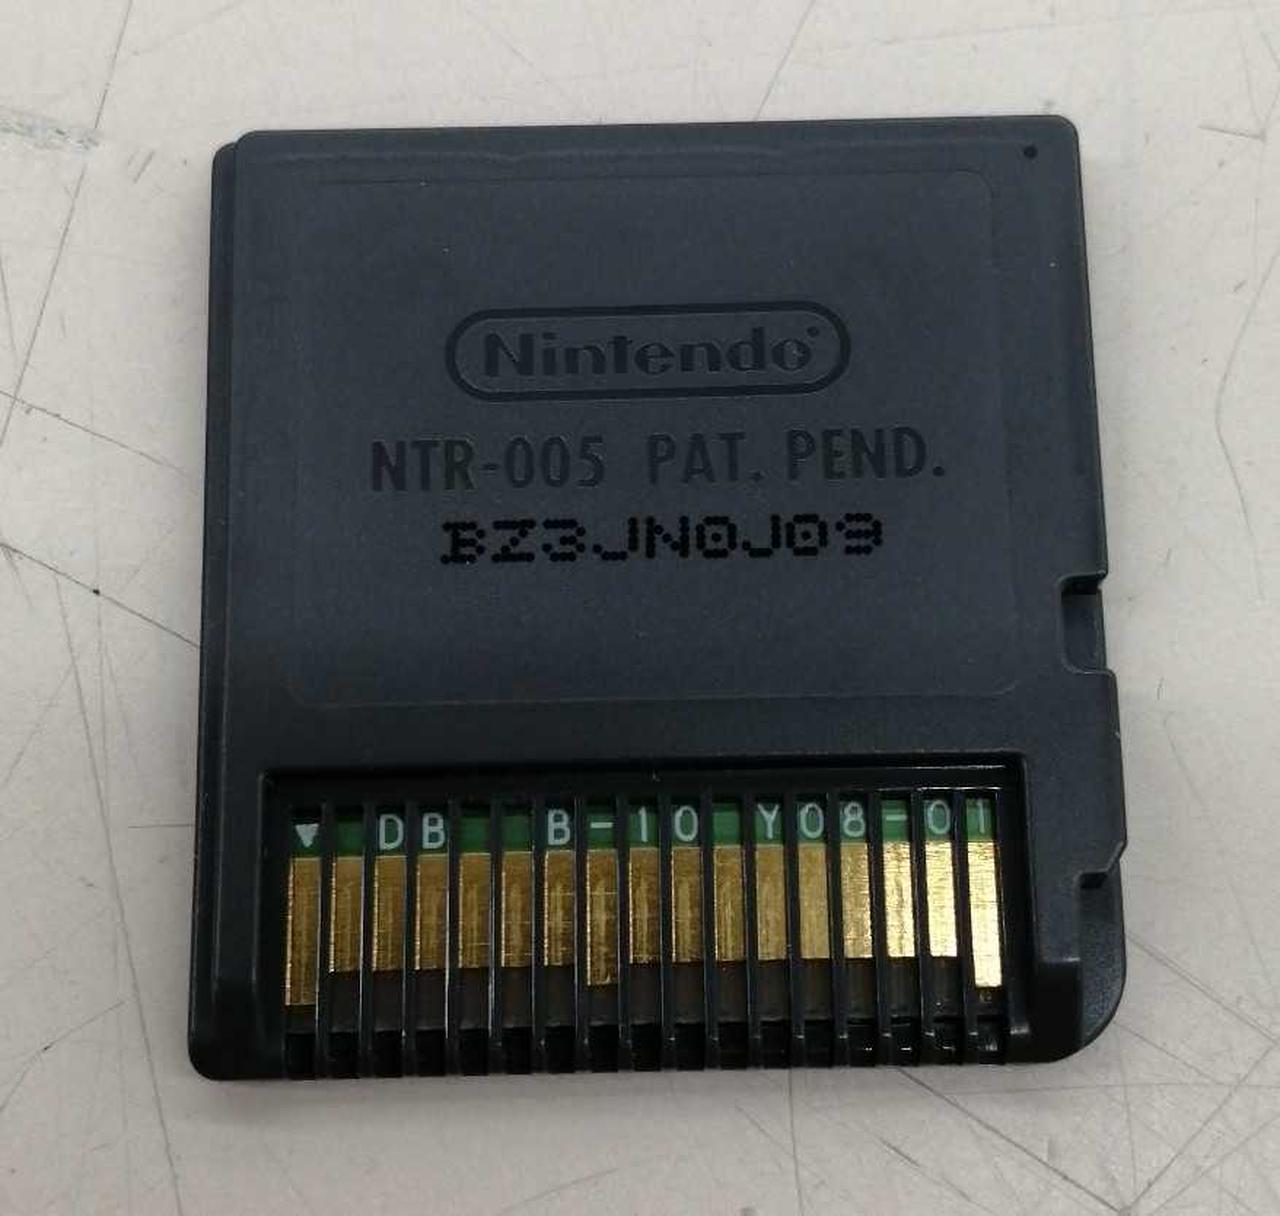 Nintendo
NTR-005 PAT. PEND.
BZ3JN0J09
DB B-10 Y08-01